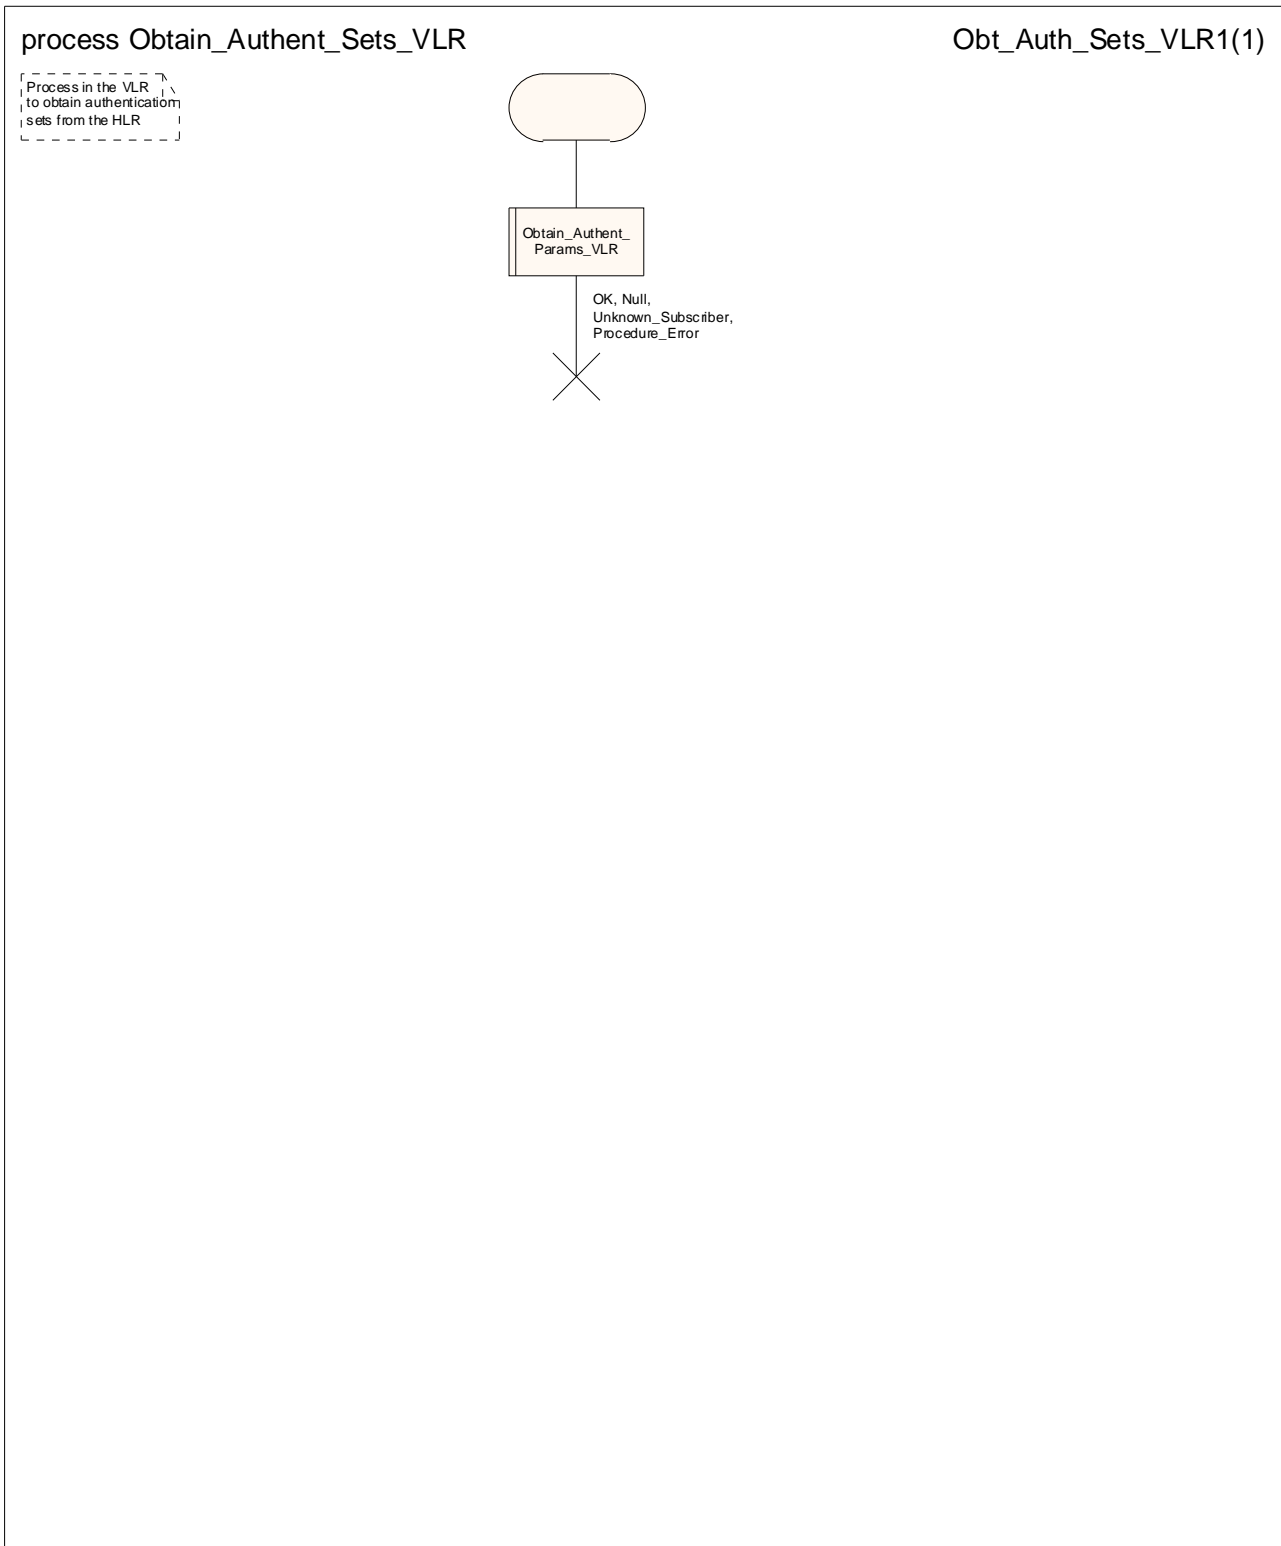 process Obtain_Authent_Sets_VLR
Obt_Auth_Sets_VLR1(1)
Process in the VLR
to obtain authentication
sets from the HLR
Obtain_Authent_
Params_VLR
OK, Null,
Unknown_Subscriber,
Procedure_Error